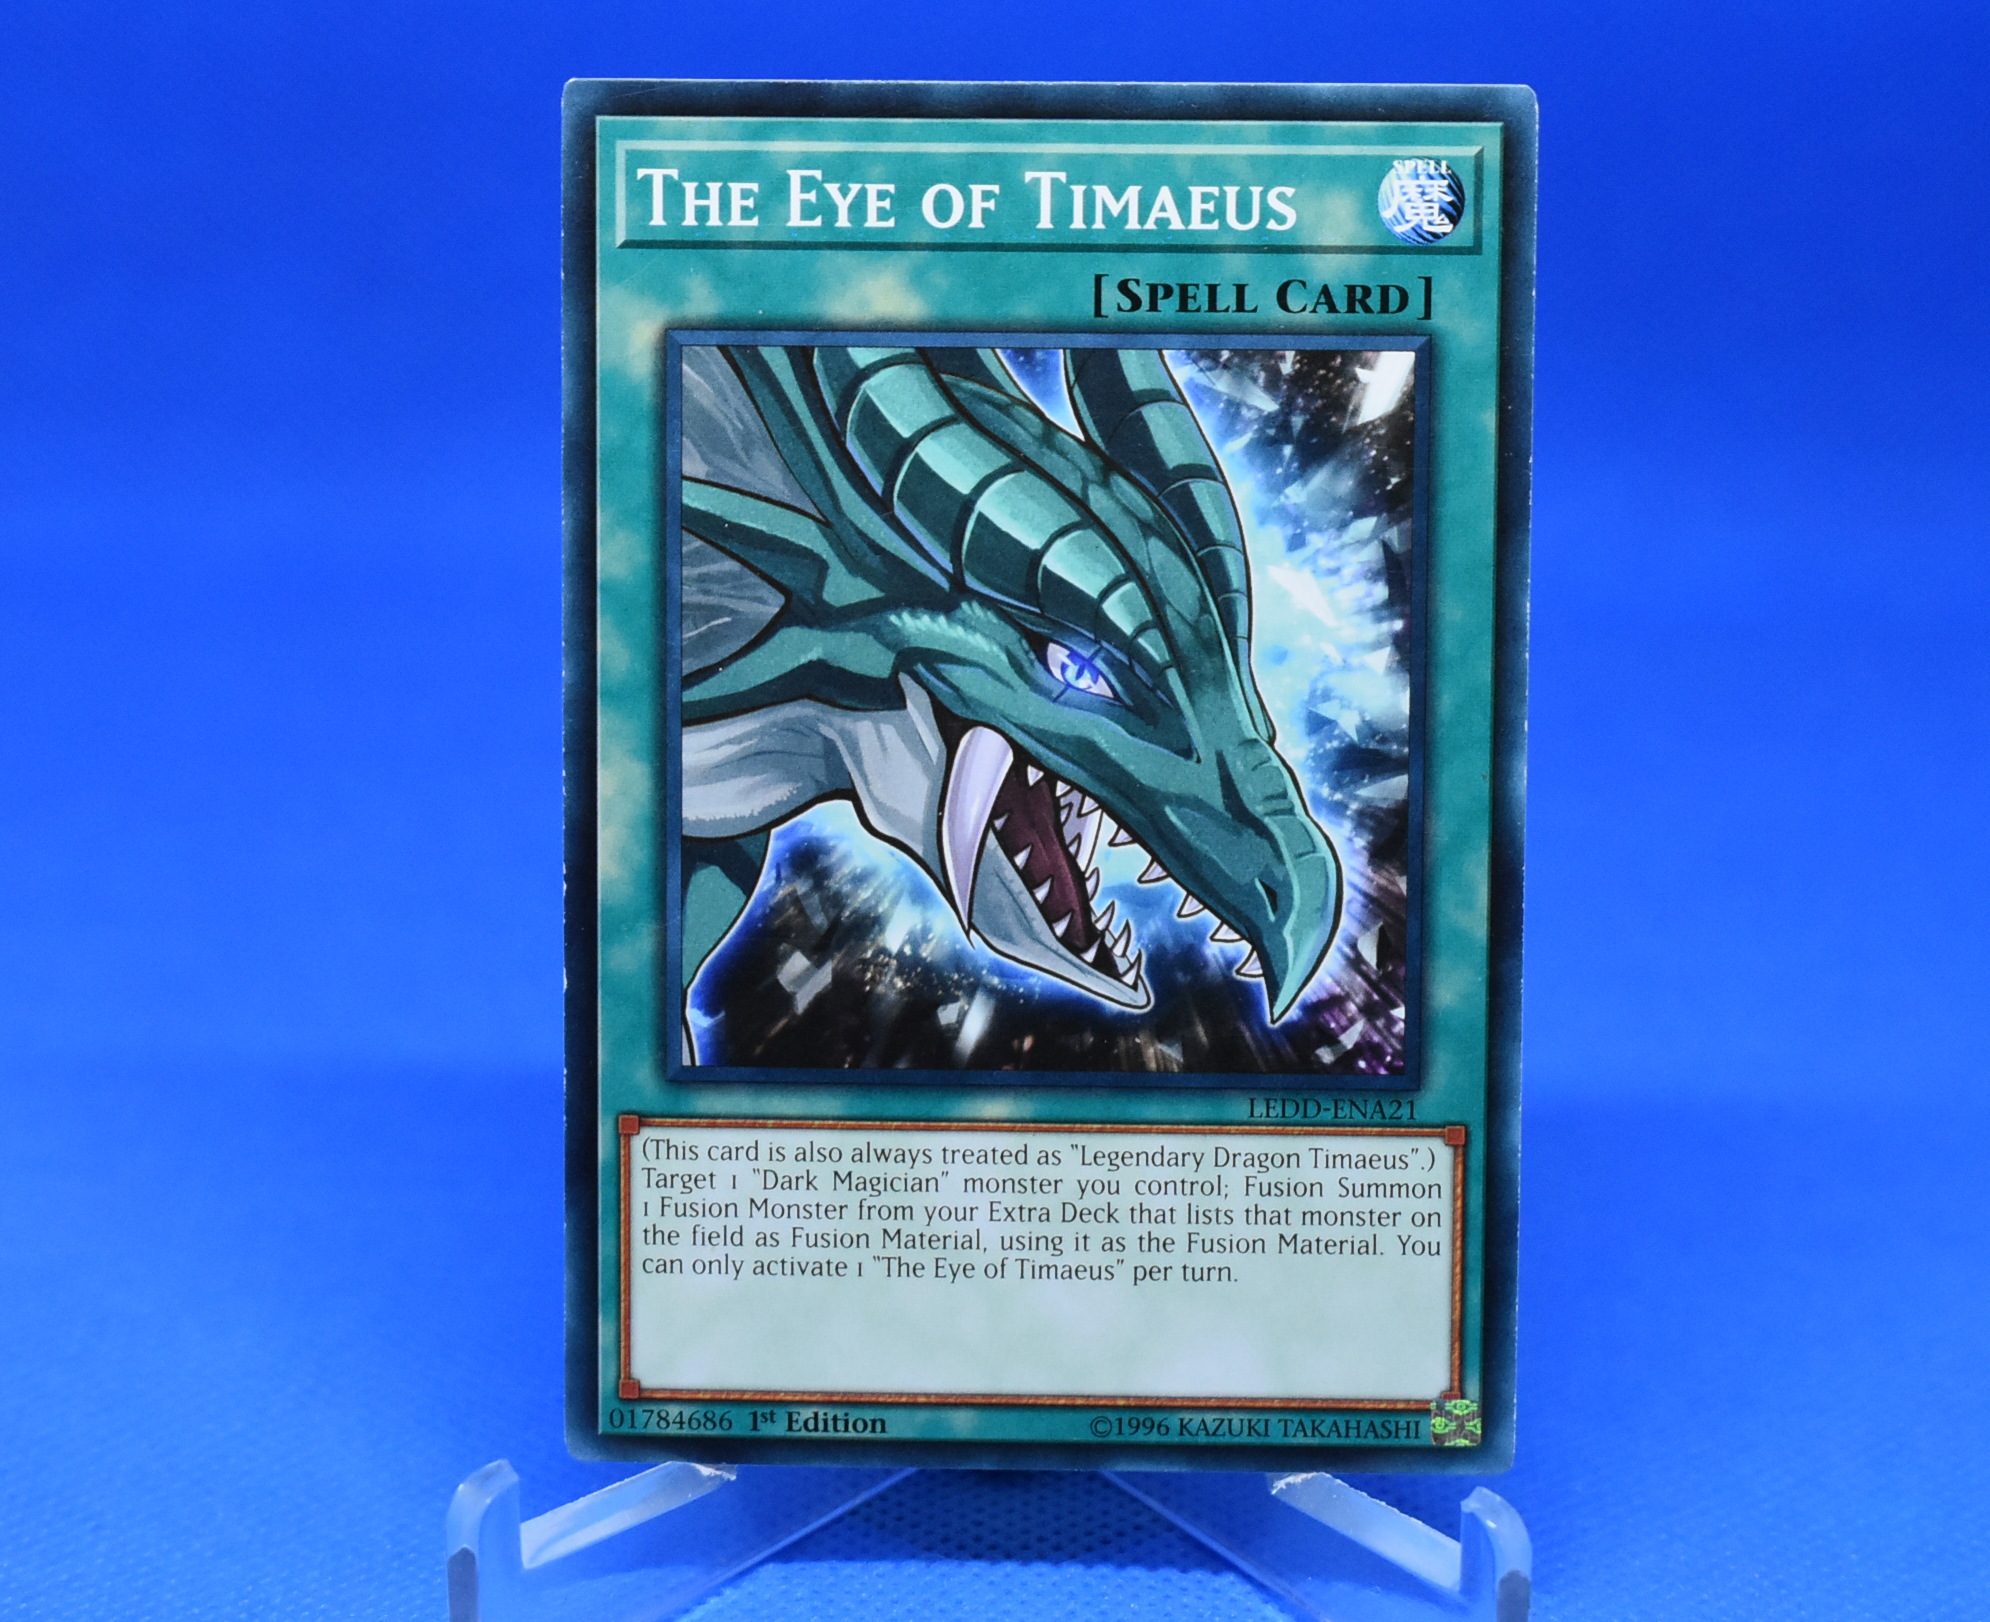 THE EYE OF TIMAEUS
SPELL
魔
[SPELL CARD]
LEDD-ENA21
(This card is also always treated as "Legendary Dragon Timaeus".)
Target 1 "Dark Magician" monster you control; Fusion Summon
1 Fusion Monster from your Extra Deck that lists that monster on
the field as Fusion Material, using it as the Fusion Material. You
can only activate 1 "The Eye of Timaeus" per turn.
01784686 1st Edition
©1996 KAZUKI TAKAHASHI